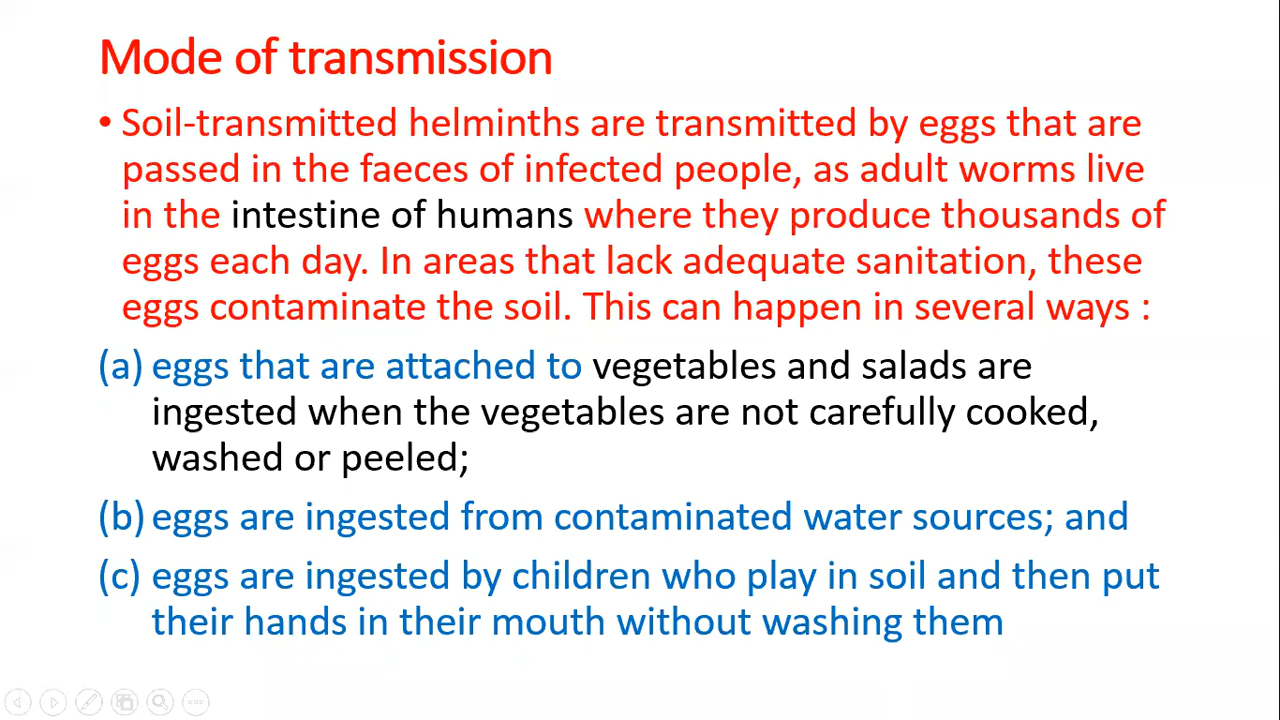 Mode of transmission
• Soil-transmitted helminths are transmitted by eggs that are
passed in the faeces of infected people, as adult worms live
in the intestine of humans where they produce thousands of
eggs each day. In areas that lack adequate sanitation, these
eggs contaminate the soil. This can happen in several ways :
(a) eggs that are attached to vegetables and salads are
ingested when the vegetables are not carefully cooked,
washed or peeled;
(b) eggs are ingested from contaminated water sources; and
(c) eggs are ingested by children who play in soil and then put
their hands in their mouth without washing them